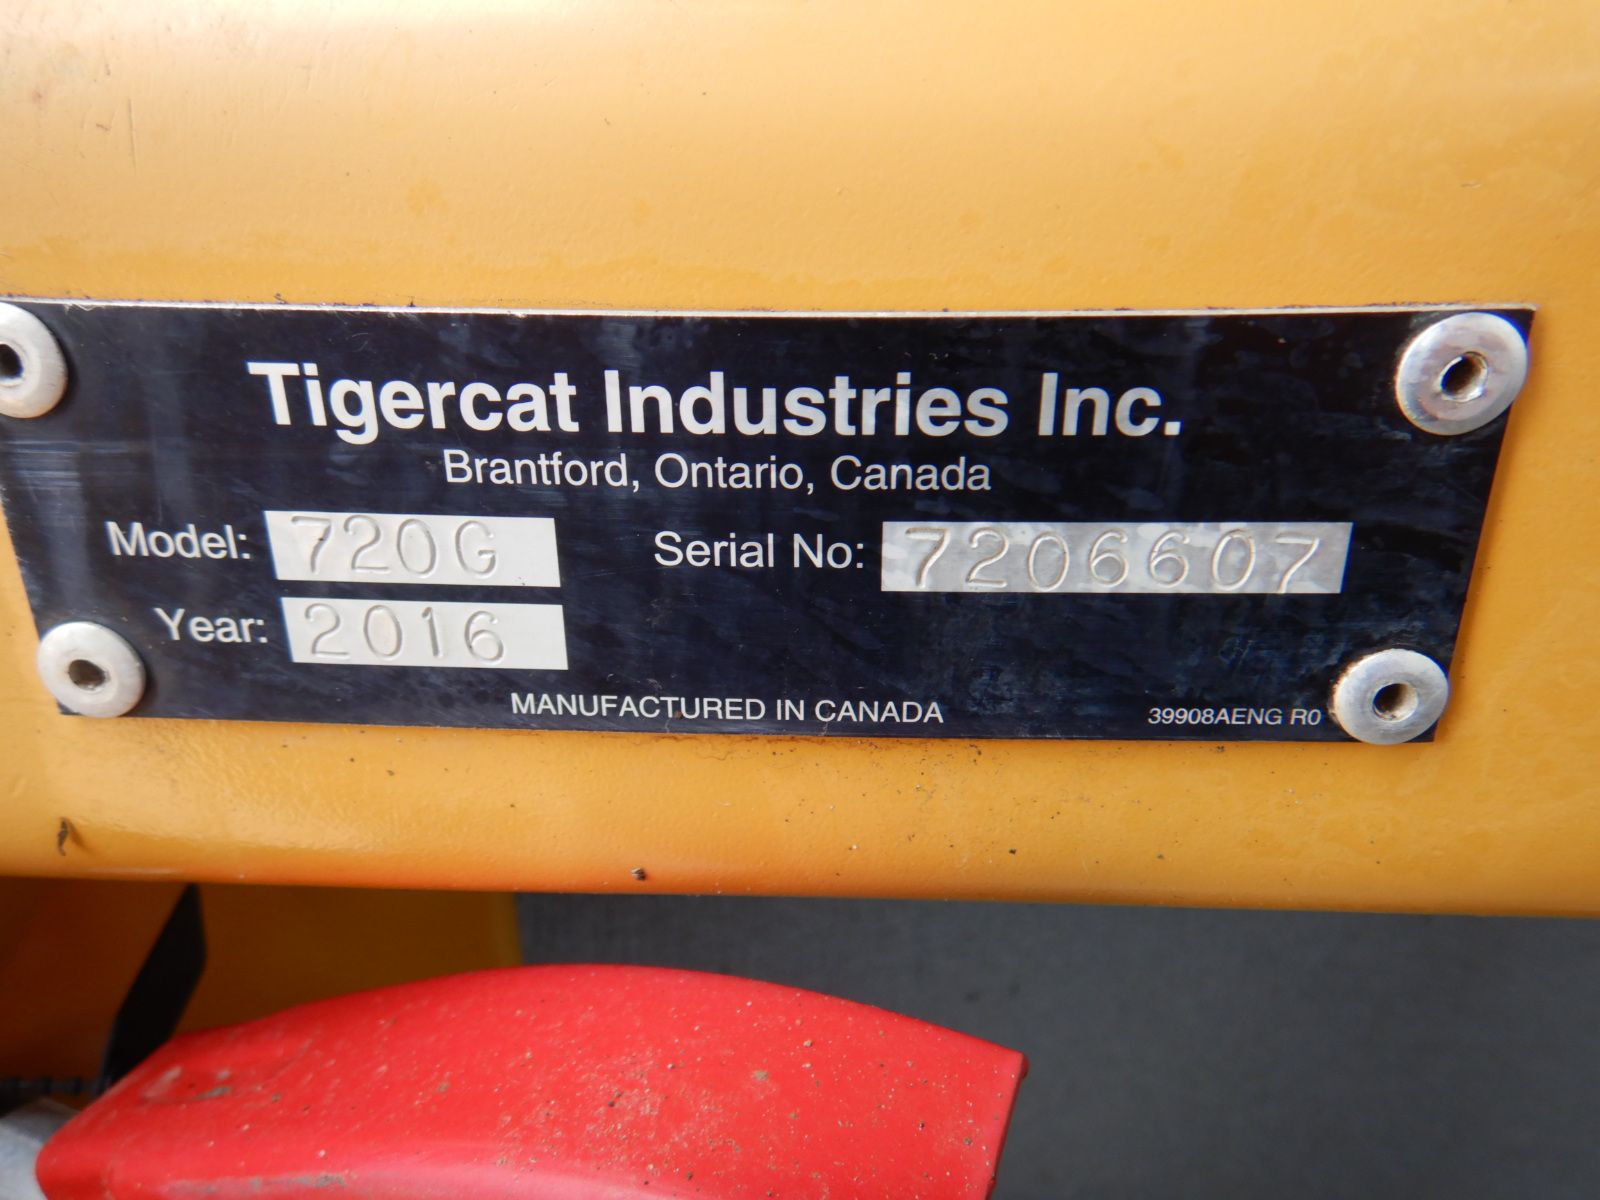 Tigercat Industries Inc.
Brantford, Ontario, Canada
Model: 720G Serial No: 7206607
Year: 2016
MANUFACTURED IN CANADA 39908AENG R0